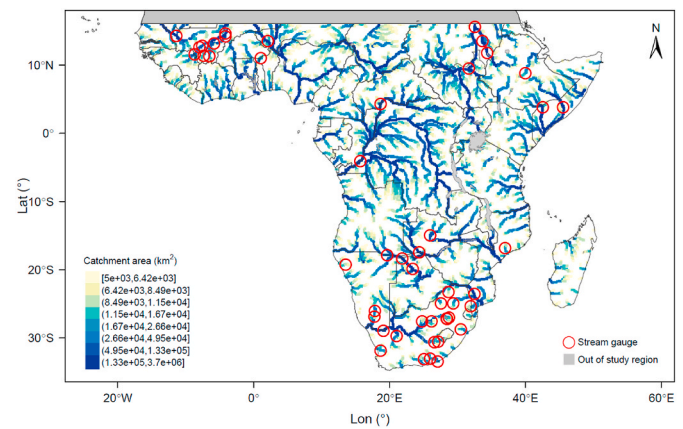 N
10°N
0°
10°S
20°S
30°S
Lat (°)
Catchment area (km²)
[5e+03,6.42e+03]
(6.42e+03,8.49e+03]
(8.49e+03,1.15e+04]
(1.15e+04,1.67e+04]
(1.67e+04,2.66e+04]
(2.66e+04,4.95e+04]
(4.95e+04,1.33e+05]
(1.33e+05,3.7e+06]
Stream gauge
Out of study region
20°W
0°
20°E
40°E
60°E
Lon (°)